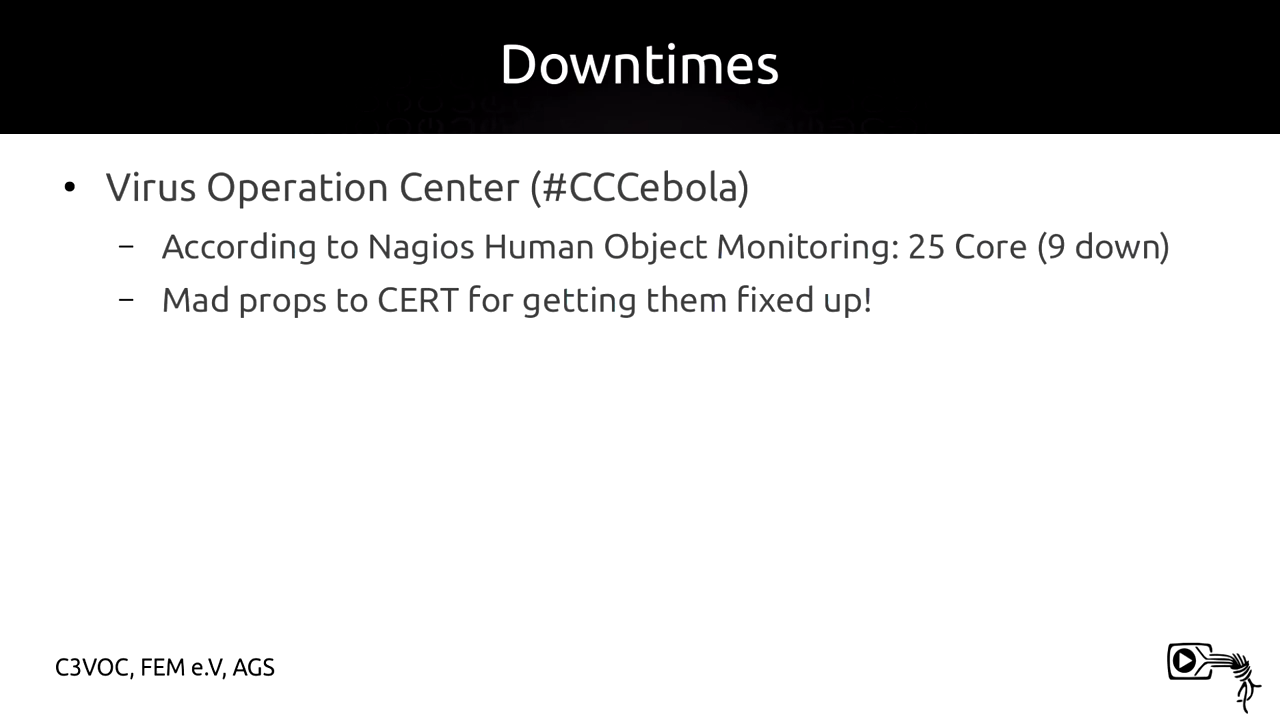 Downtimes
• Virus Operation Center (#CCCebola)
– According to Nagios Human Object Monitoring: 25 Core (9 down)
– Mad props to CERT for getting them fixed up!
C3VOC, FEM e.V, AGS